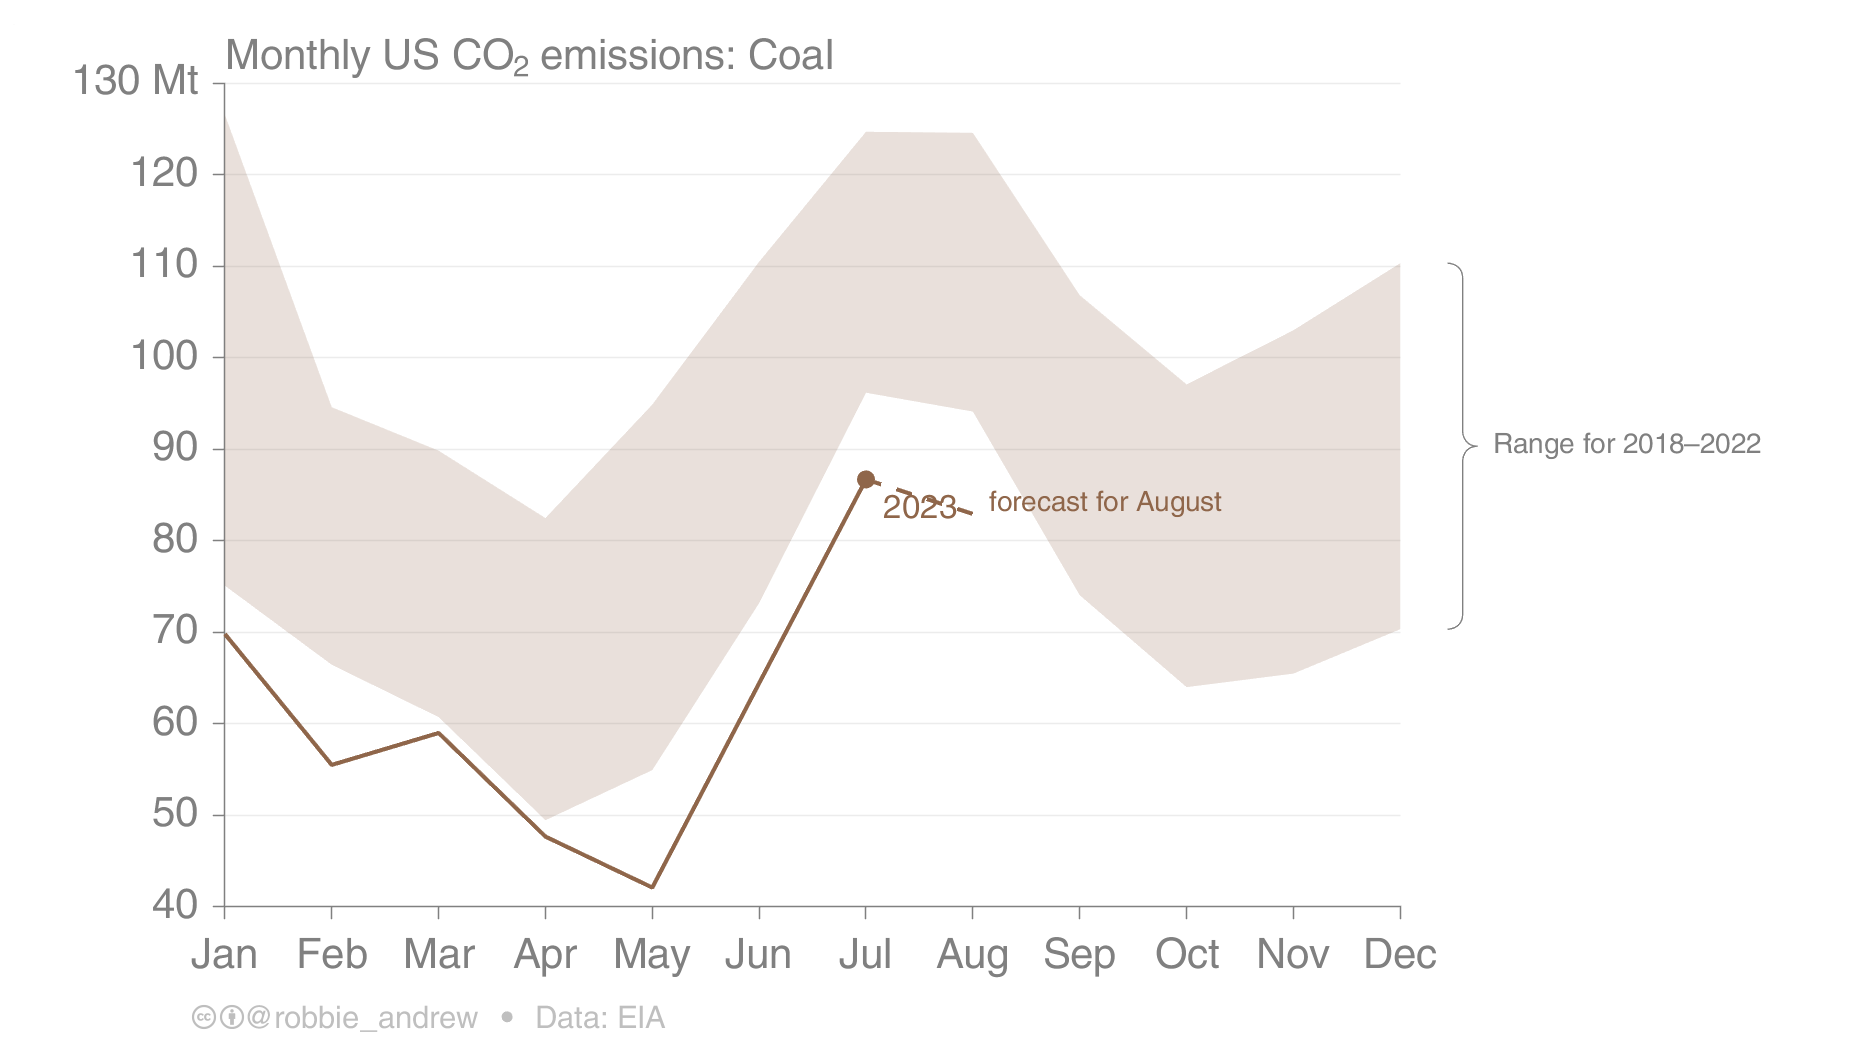 Monthly US CO₂ emissions: Coal
130 Mt
120
110
100
90
80
70
60
50
40
Range for 2018–2022
2023
forecast for August
Jan Feb Mar Apr May Jun Jul Aug Sep Oct Nov Dec
@robbie_andrew • Data: EIA